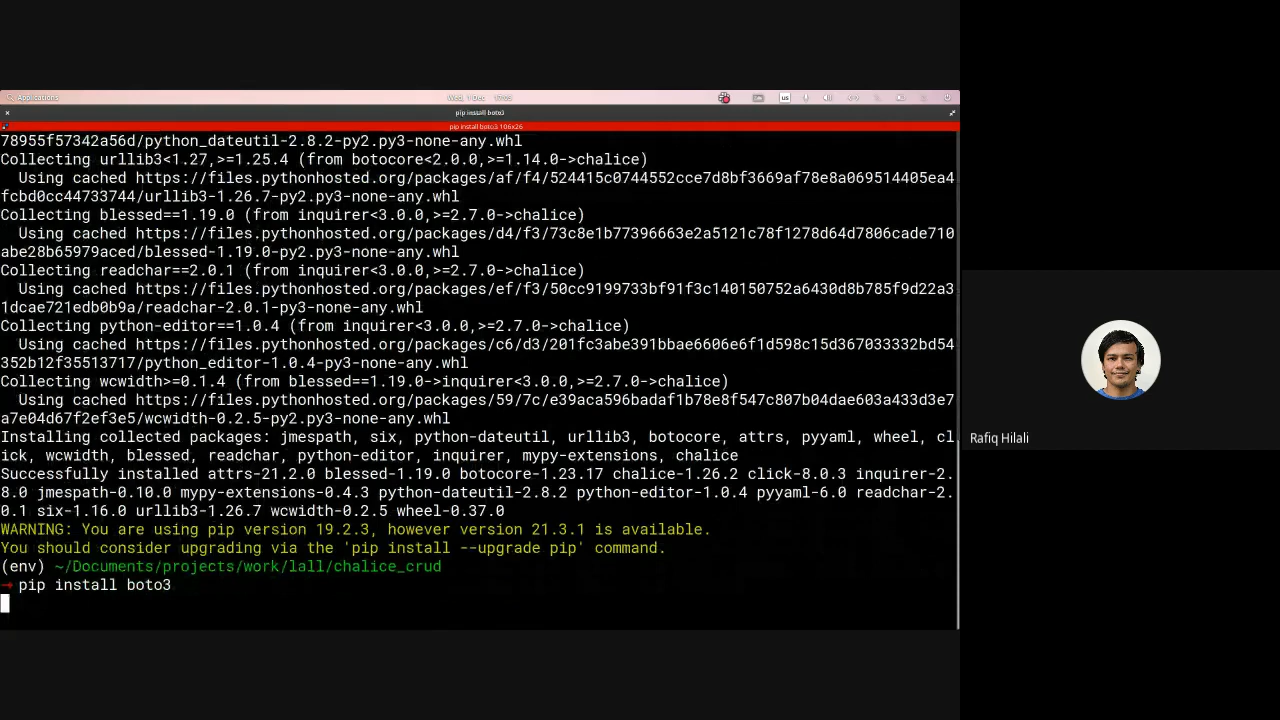 Applications
Wed, 1 Dec
us
pip install boto3
pip install boto3 106x26
78955f57342a56d/python_dateutil-2.8.2-py2.py3-none-any.whl
Collecting urllib3<1.27,>=1.25.4 (from botocore<2.0.0,>=1.14.0->chalice)
Using cached https://files.pythonhosted.org/packages/af/f4/524415c0744552cce7d8bf3669af78e8a069514405ea4
fcbd0cc44733744/urllib3-1.26.7-py2.py3-none-any.whl
Collecting blessed==1.19.0 (from inquirer<3.0.0,>=2.7.0->chalice)
Using cached https://files.pythonhosted.org/packages/d4/f3/73c8e1b77396663e2a5121c78f1278d64d7806cade710
abe28b65979aced/blessed-1.19.0-py2.py3-none-any.whl
Collecting readchar==2.0.1 (from inquirer<3.0.0,>=2.7.0->chalice)
Using cached https://files.pythonhosted.org/packages/ef/f3/50cc9199733bf91f3c140150752a6430d8b785f9d22a3
1dcae721edb0b9a/readchar-2.0.1-py3-none-any.whl
Collecting python-editor==1.0.4 (from inquirer<3.0.0,>=2.7.0->chalice)
Using cached https://files.pythonhosted.org/packages/c6/d3/201fc3abe391bbae6606e6f1d598c15d367033332bd54
352b12f35513717/python_editor-1.0.4-py3-none-any.whl
Collecting wcwidth>=0.1.4 (from blessed==1.19.0->inquirer<3.0.0,>=2.7.0->chalice)
Using cached https://files.pythonhosted.org/packages/59/7c/e39aca596badaf1b78e8f547c807b04dae603a433d3e7
a7e04d67f2ef3e5/wcwidth-0.2.5-py2.py3-none-any.whl
Installing collected packages: jmespath, six, python-dateutil, urllib3, botocore, attrs, pyyaml, wheel, cl
ick, wcwidth, blessed, readchar, python-editor, inquirer, mypy-extensions, chalice
Successfully installed attrs-21.2.0 blessed-1.19.0 botocore-1.23.17 chalice-1.26.2 click-8.0.3 inquirer-2.
8.0 jmespath-0.10.0 mypy-extensions-0.4.3 python-dateutil-2.8.2 python-editor-1.0.4 pyyaml-6.0 readchar-2.
0.1 six-1.16.0 urllib3-1.26.7 wcwidth-0.2.5 wheel-0.37.0
WARNING: You are using pip version 19.2.3, however version 21.3.1 is available.
You should consider upgrading via the 'pip install --upgrade pip' command.
(env) ~/Documents/projects/work/lall/chalice_crud
→ pip install boto3
Rafiq Hilali